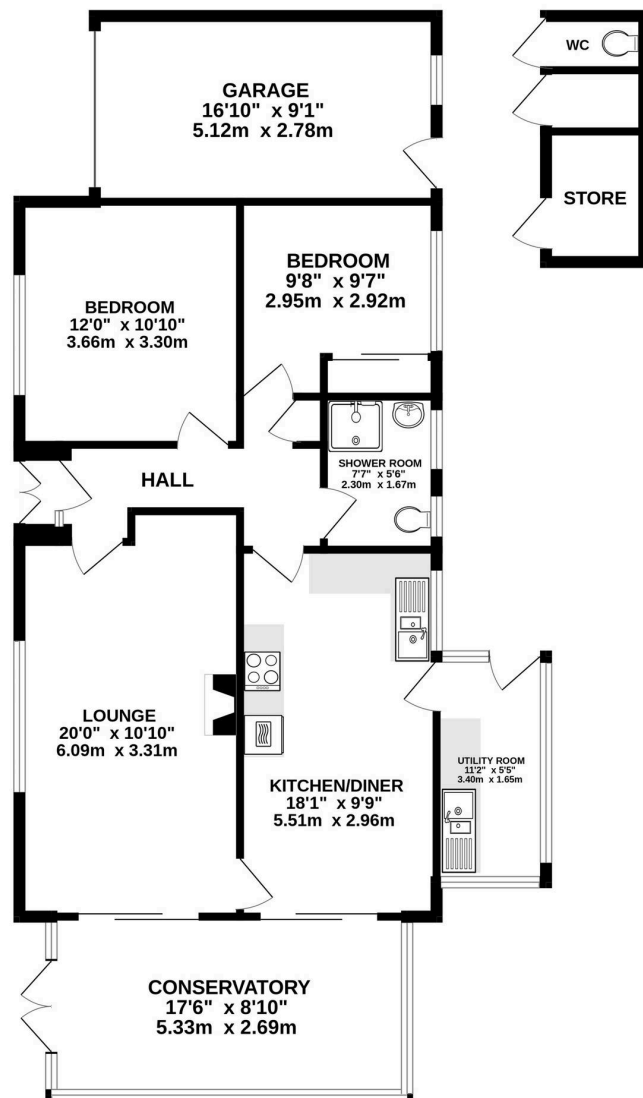 WC
GARAGE
16'10" x 9'1"
5.12m x 2.78m
STORE
BEDROOM
9'8" x 9'7"
2.95m x 2.92m
BEDROOM
12'0" x 10'10"
3.66m x 3.30m
SHOWER ROOM
7'7" x 5'6"
2.30m x 1.67m
HALL
LOUNGE
20'0" x 10'10"
6.09m x 3.31m
UTILITY ROOM
11'2" x 5'5"
3.40m x 1.65m
KITCHEN/DINER
18'1" x 9'9"
5.51m x 2.96m
CONSERVATORY
17'6" x 8'10"
5.33m x 2.69m